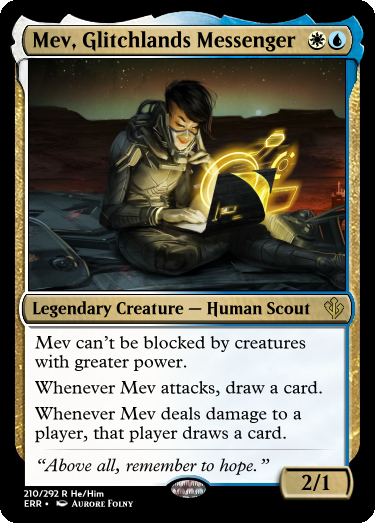 Mev, Glitchlands Messenger
Legendary Creature — Human Scout
Mev can't be blocked by creatures
with greater power.
Whenever Mev attacks, draw a card.
Whenever Mev deals damage to a
player, that player draws a card.
“Above all, remember to hope.”
2/1
210/292 R He/Him
ERR • Aurore Folny